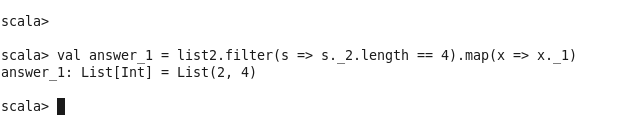 scala>
scala> val answer_1 = list2.filter(s => s._2.length == 4).map(x => x._1)
answer_1: List[Int] = List(2, 4)
scala>